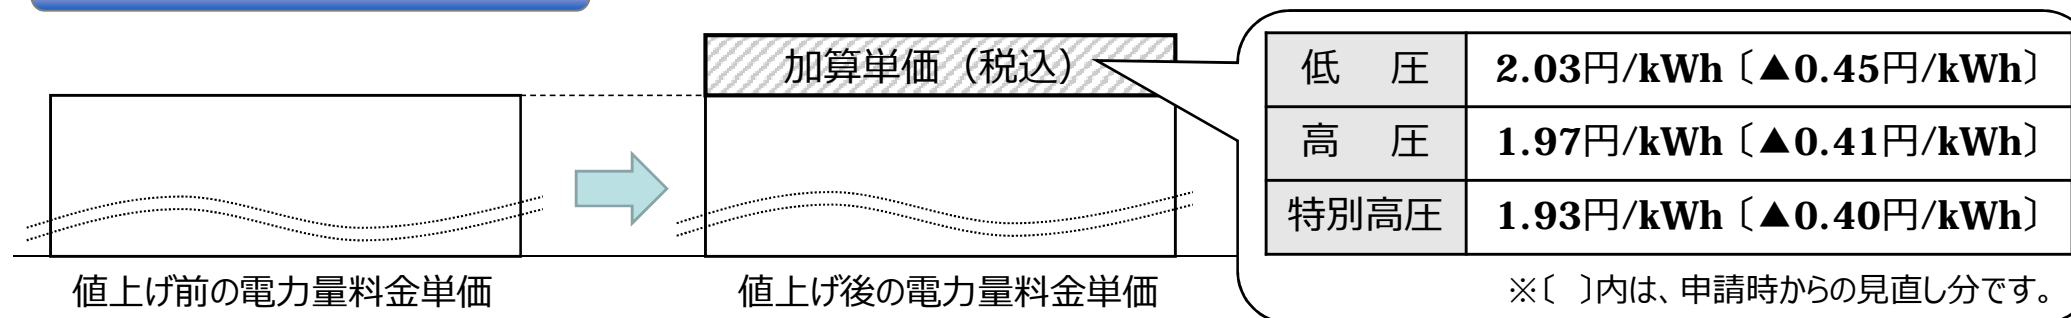 加算単価（税込）
低　圧 2.03円/kWh〔▲0.45円/kWh〕
高　圧 1.97円/kWh〔▲0.41円/kWh〕
特別高圧 1.93円/kWh〔▲0.40円/kWh〕
※〔　〕内は、申請時からの見直し分です。
値上げ前の電力量料金単価
値上げ後の電力量料金単価